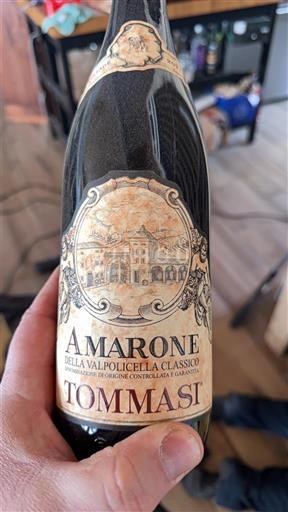 AMARONE
DELLA VALPOLICELLA CLASSICO
DENOMINAZIONE DI ORIGINE CONTROLLATA E GARANTITA
TOMMASI